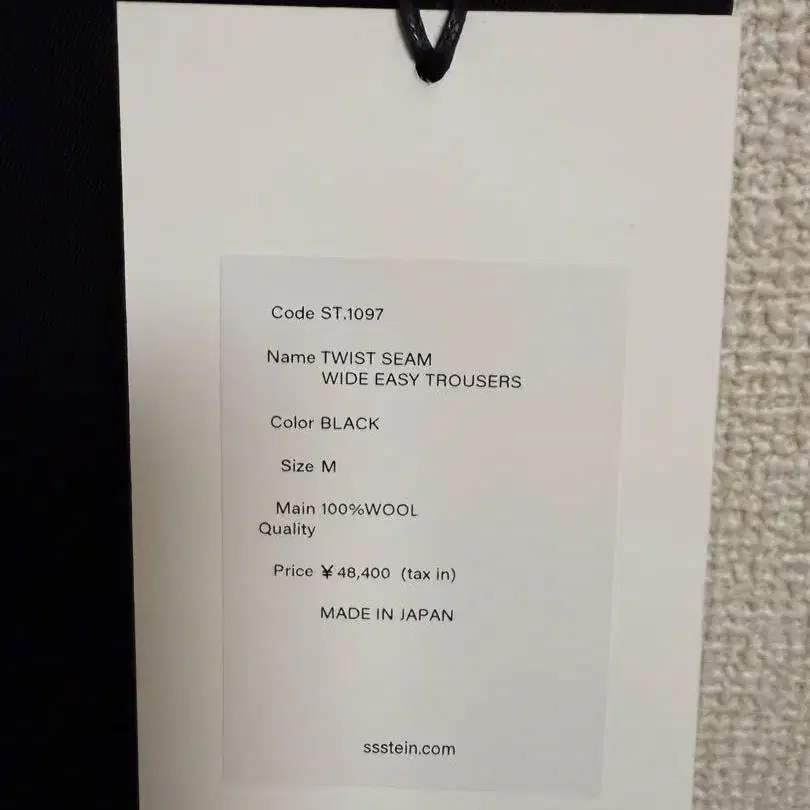 Code ST.1097
Name TWIST SEAM
WIDE EASY TROUSERS
Color BLACK
Size M
Main 100%WOOL
Quality
Price ¥48,400 (tax in)
MADE IN JAPAN
ssstein.com